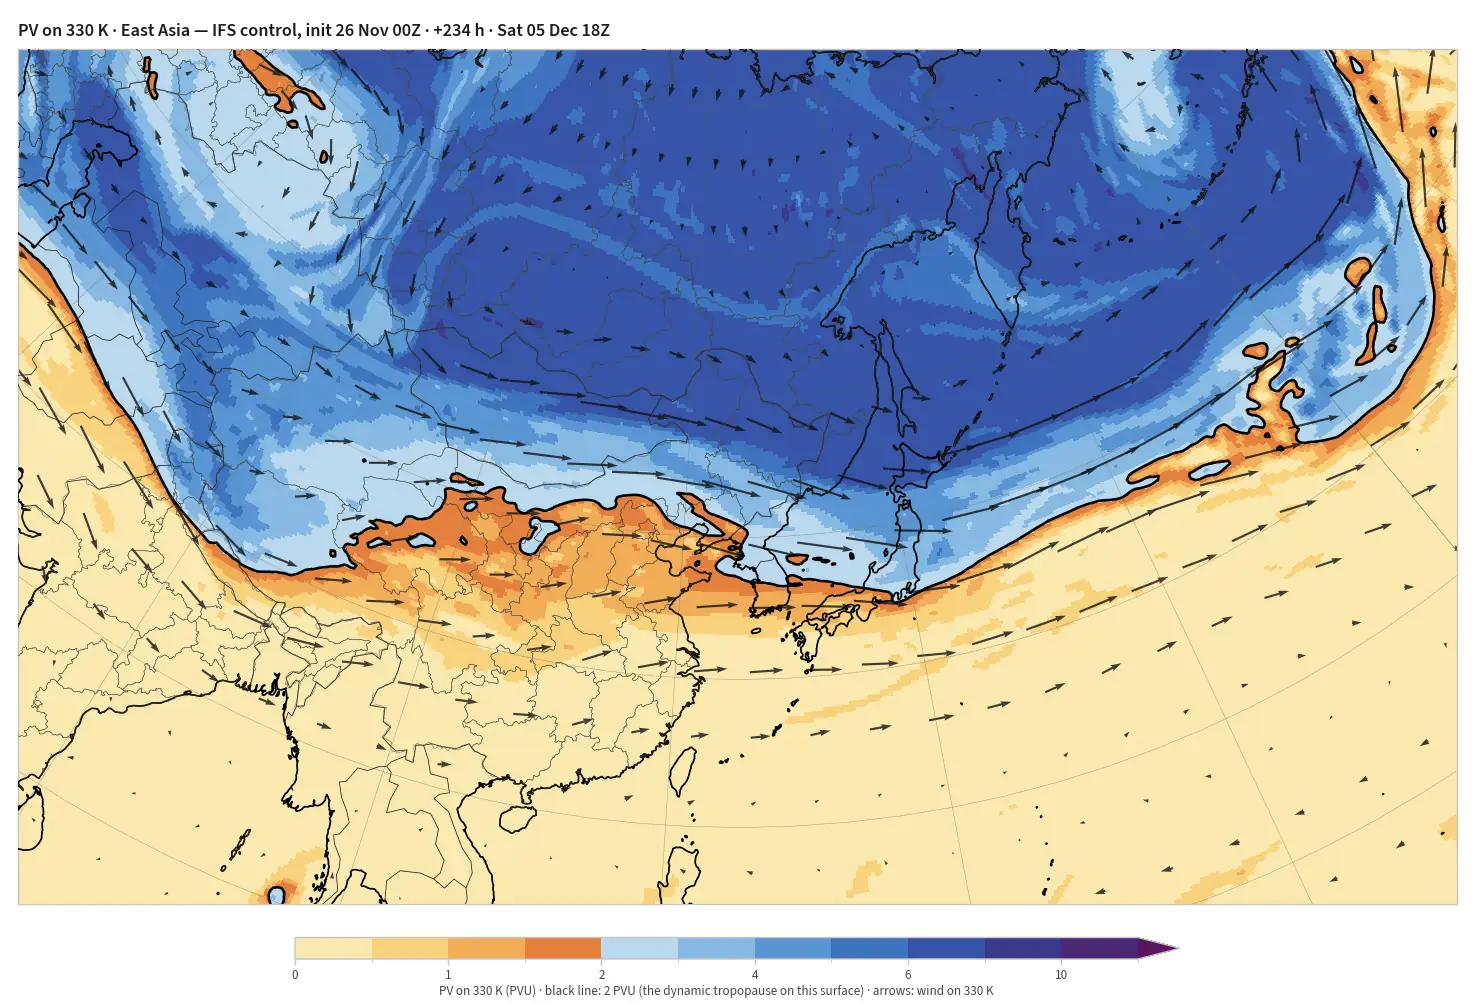 PV on 330 K · East Asia — IFS control, init 26 Nov 00Z · +234 h · Sat 05 Dec 18Z
0 1 2 4 6 10
PV on 330 K (PVU) · black line: 2 PVU (the dynamic tropopause on this surface) · arrows: wind on 330 K